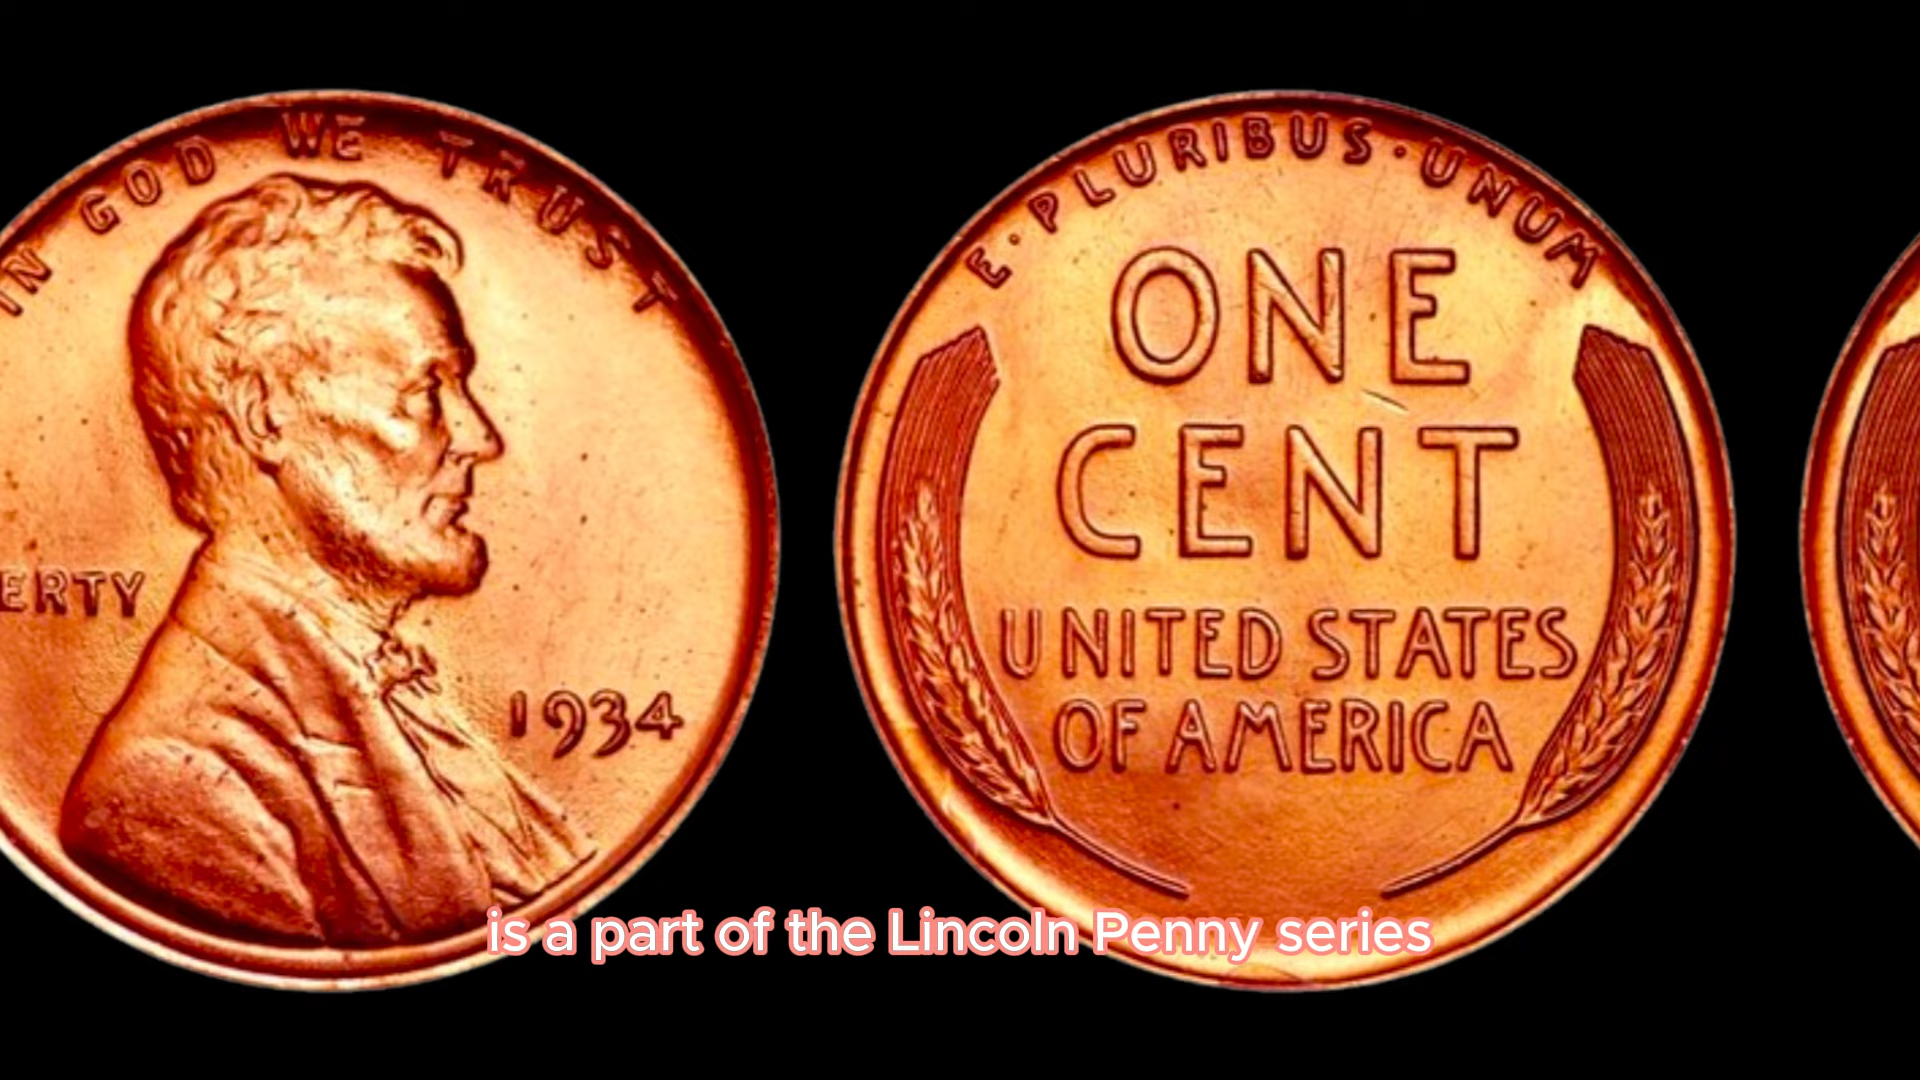 IN GOD WE TRUST
ERTY
1934
E·PLURIBUS·UNUM
ONE
CENT
UNITED STATES
OF AMERICA
is a part of the Lincoln Penny series